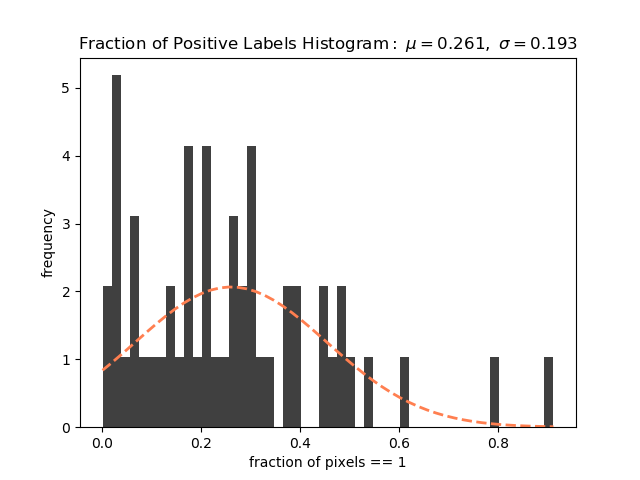 Fraction of Positive Labels Histogram: μ = 0.261, σ = 0.193
frequency
5
4
3
2
1
0
0.0 0.2 0.4 0.6 0.8
fraction of pixels == 1